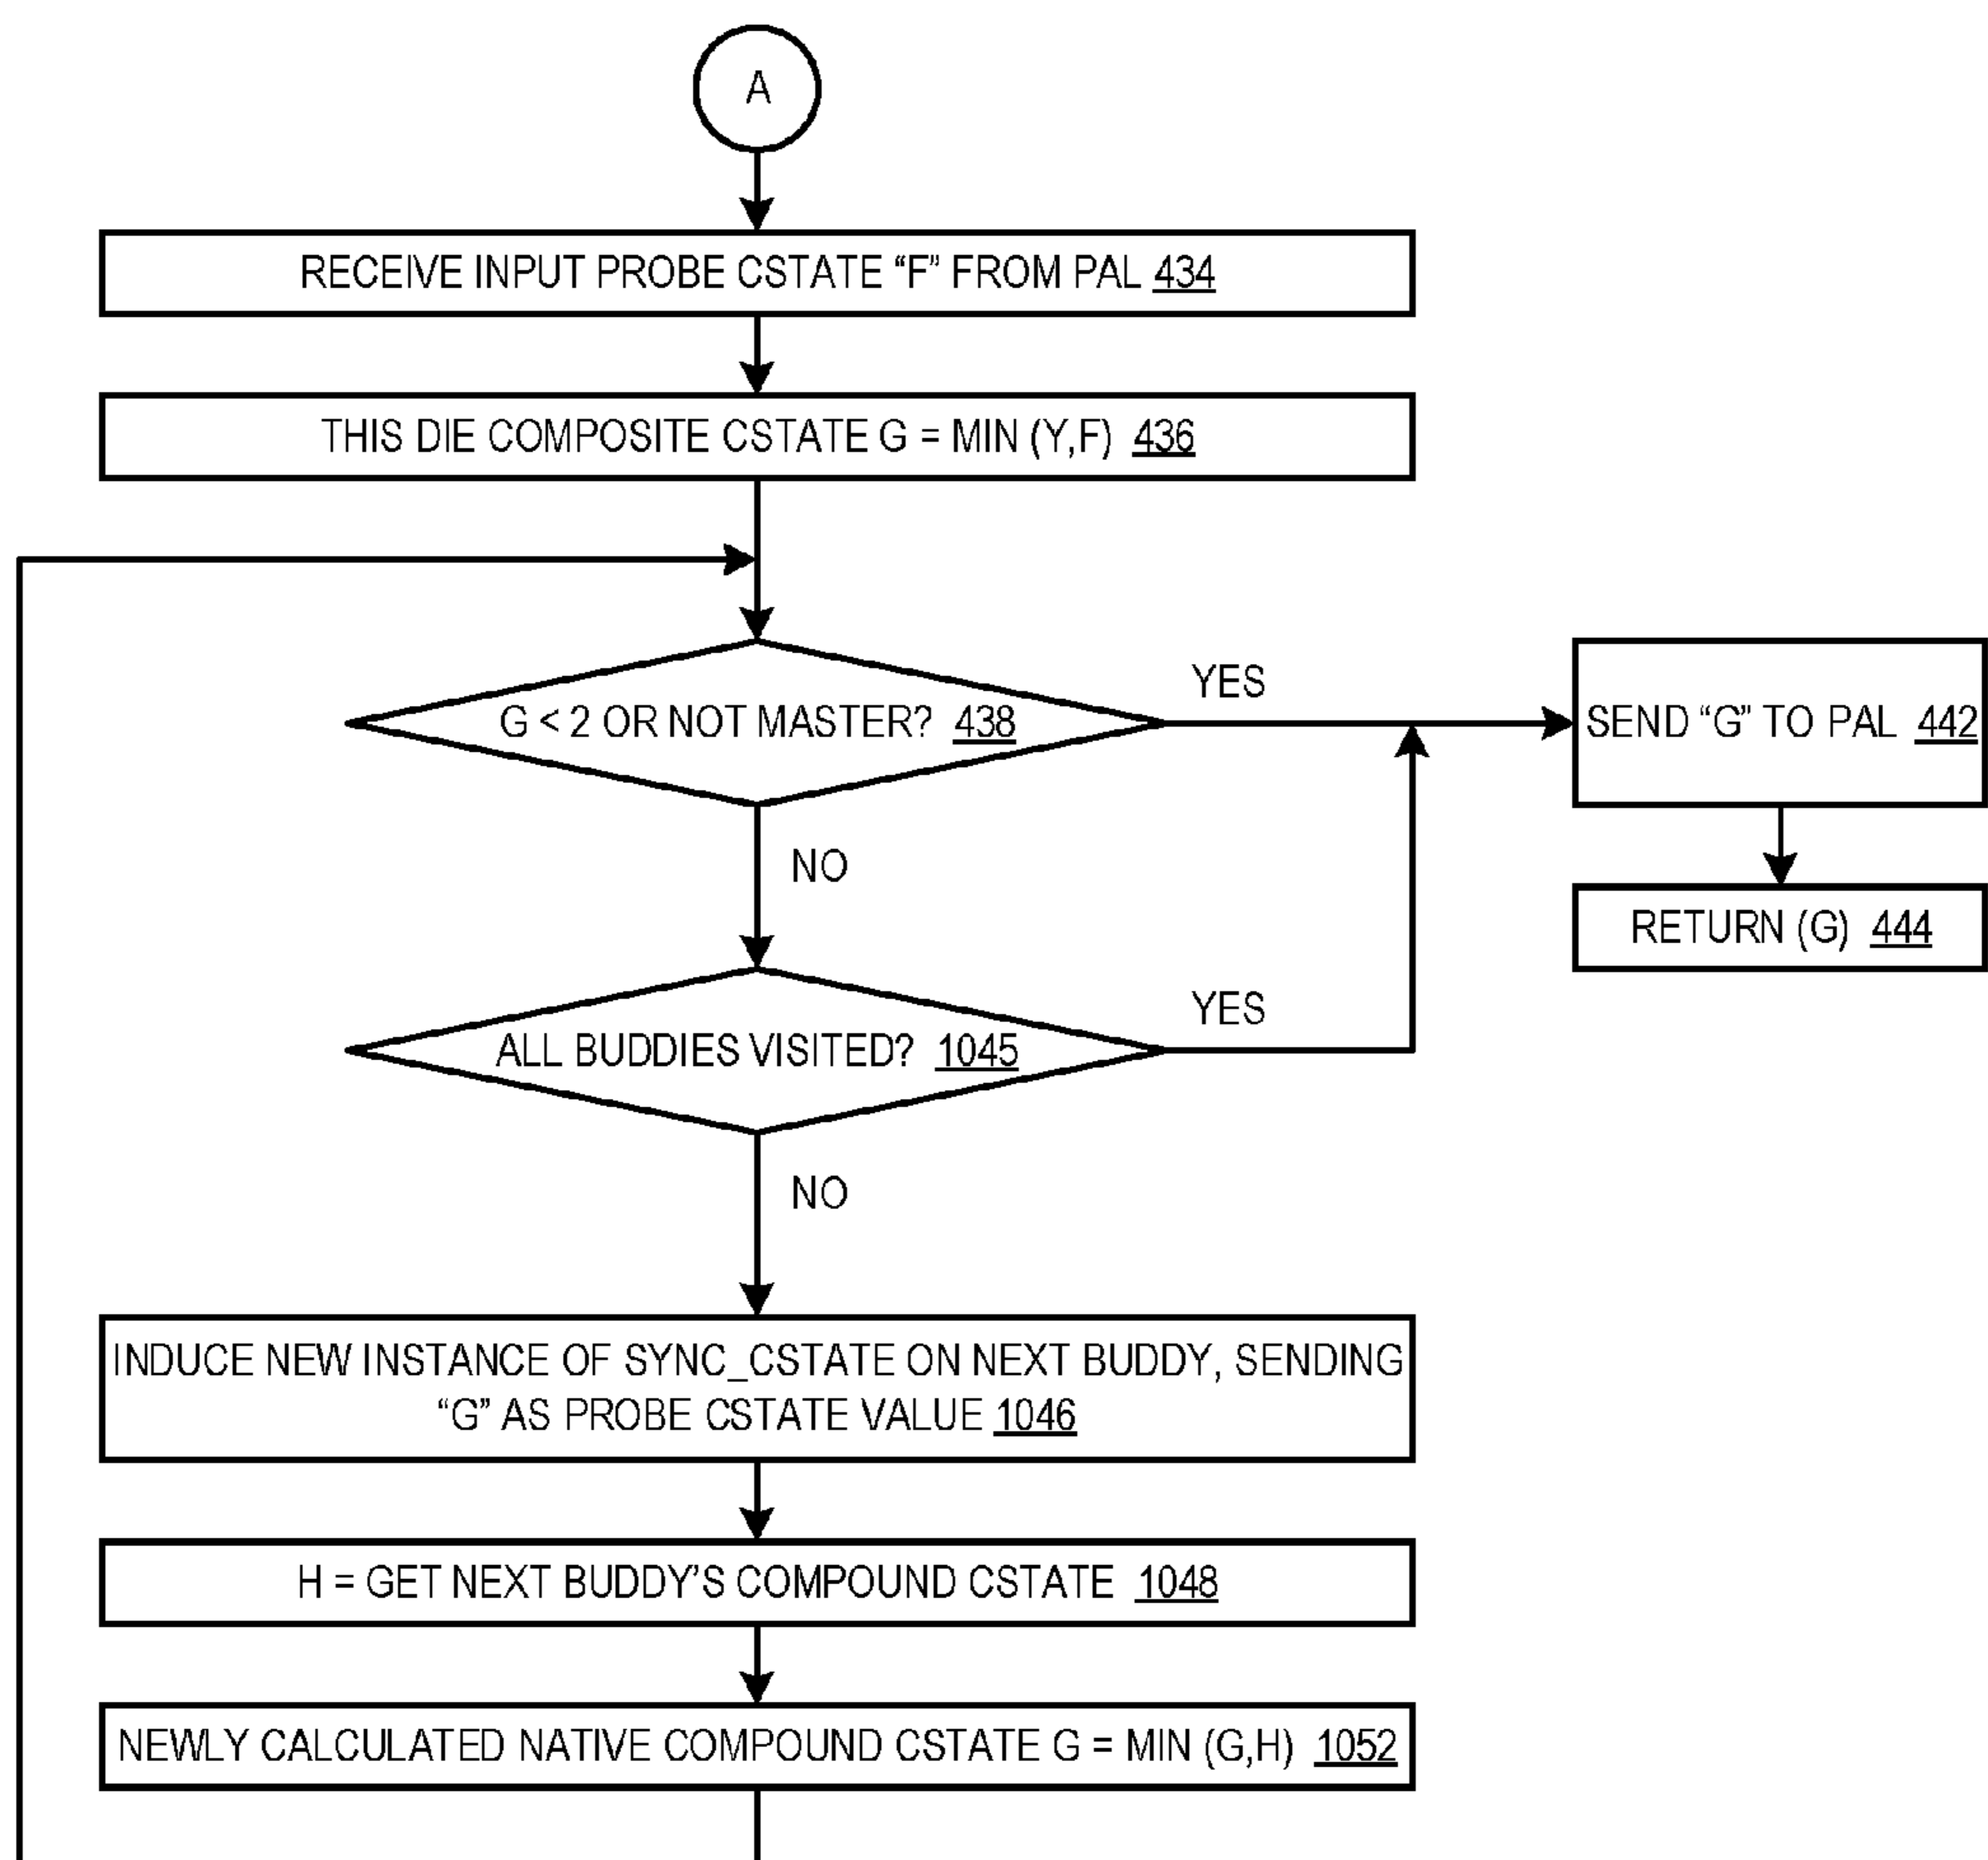 A
RECEIVE INPUT PROBE CSTATE “F” FROM PAL 434
THIS DIE COMPOSITE CSTATE G = MIN (Y,F) 436
YES
G < 2 OR NOT MASTER? 438
SEND “G” TO PAL 442
NO
RETURN (G) 444
YES
ALL BUDDIES VISITED? 1045
NO
INDUCE NEW INSTANCE OF SYNC_CSTATE ON NEXT BUDDY, SENDING
“G” AS PROBE CSTATE VALUE 1046
H = GET NEXT BUDDY’S COMPOUND CSTATE 1048
NEWLY CALCULATED NATIVE COMPOUND CSTATE G = MIN (G,H) 1052